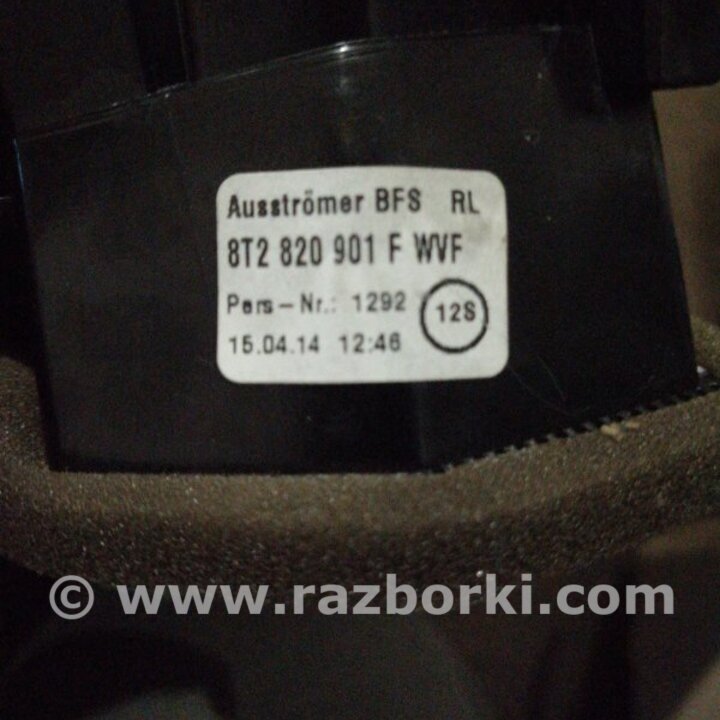 Ausströmer BFS RL
8T2 820 901 F WVF
Pers-Nr.: 1292
12S
15.04.14 12:46
© www.razborki.com